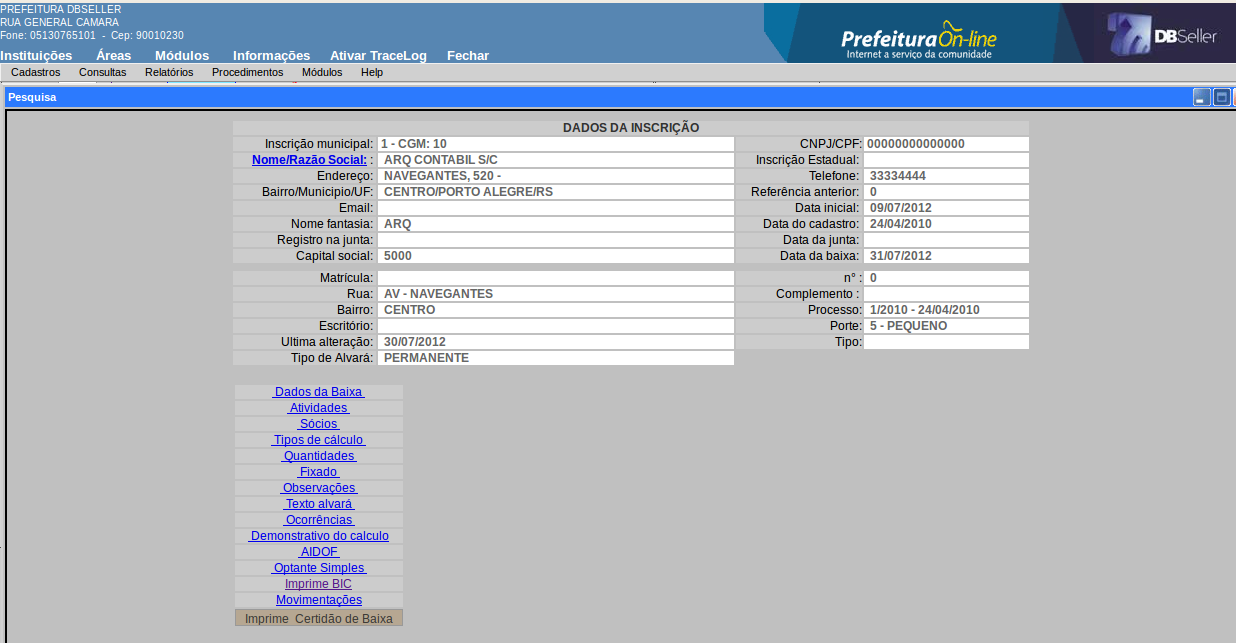 PREFEITURA DBSELLER
RUA GENERAL CAMARA
Fone: 05130765101 - Cep: 90010230
PrefeituraOn-line
Internet a serviço da comunidade
DBSeller
Instituições Áreas Módulos Informações Ativar TraceLog Fechar
Cadastros Consultas Relatórios Procedimentos Módulos Help
Pesquisa
DADOS DA INSCRIÇÃO
Inscrição municipal: 1 - CGM: 10 CNPJ/CPF: 00000000000000
Nome/Razão Social: : ARQ CONTABIL S/C Inscrição Estadual:
Endereço: NAVEGANTES, 520 - Telefone: 33334444
Bairro/Municipio/UF: CENTRO/PORTO ALEGRE/RS Referência anterior: 0
Email: Data inicial: 09/07/2012
Nome fantasia: ARQ Data do cadastro: 24/04/2010
Registro na junta: Data da junta:
Capital social: 5000 Data da baixa: 31/07/2012
Matrícula: n° : 0
Rua: AV - NAVEGANTES Complemento :
Bairro: CENTRO Processo: 1/2010 - 24/04/2010
Escritório: Porte: 5 - PEQUENO
Ultima alteração: 30/07/2012 Tipo:
Tipo de Alvará: PERMANENTE
Dados da Baixa
Atividades
Sócios
Tipos de cálculo
Quantidades
Fixado
Observações
Texto alvará
Ocorrências
Demonstrativo do calculo
AIDOF
Optante Simples
Imprime BIC
Movimentações
Imprime Certidão de Baixa